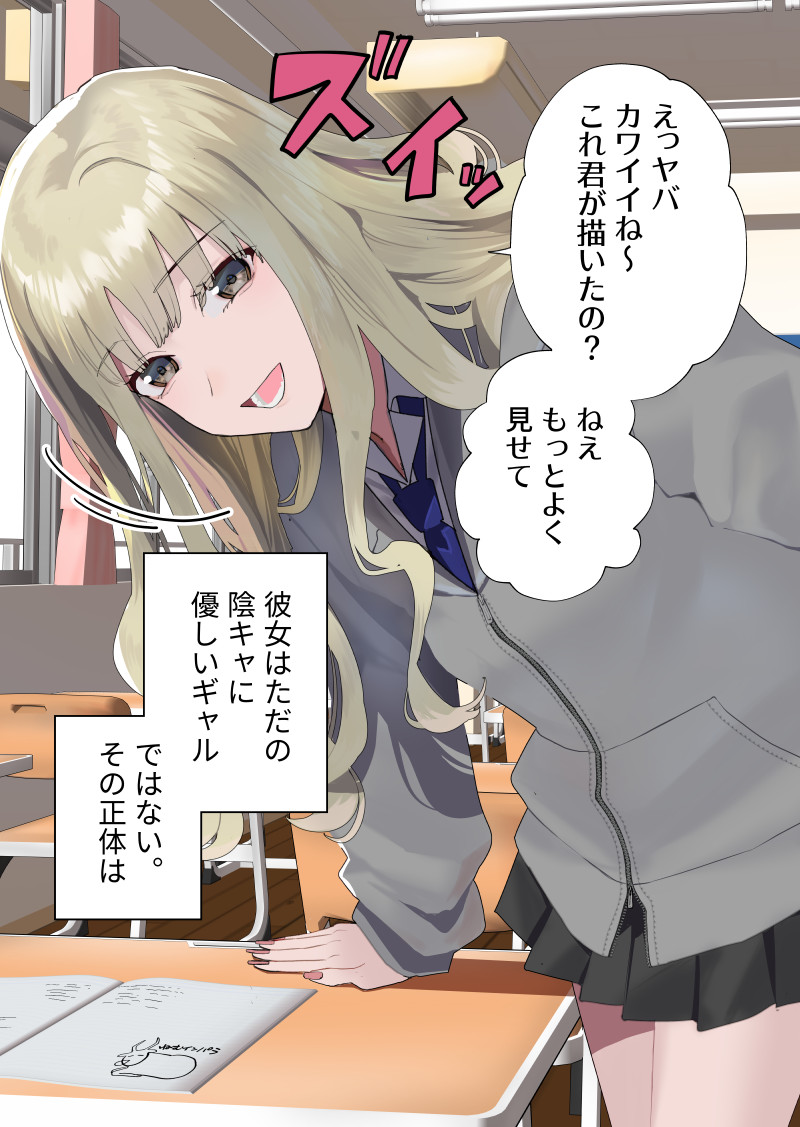 ズイッ
えっヤバ
カワイイね～
これ君が描いたの？
ねえ
もっとよく
見せて
彼女はただの
陰キャに
優しいギャル
ではない。
その正体は